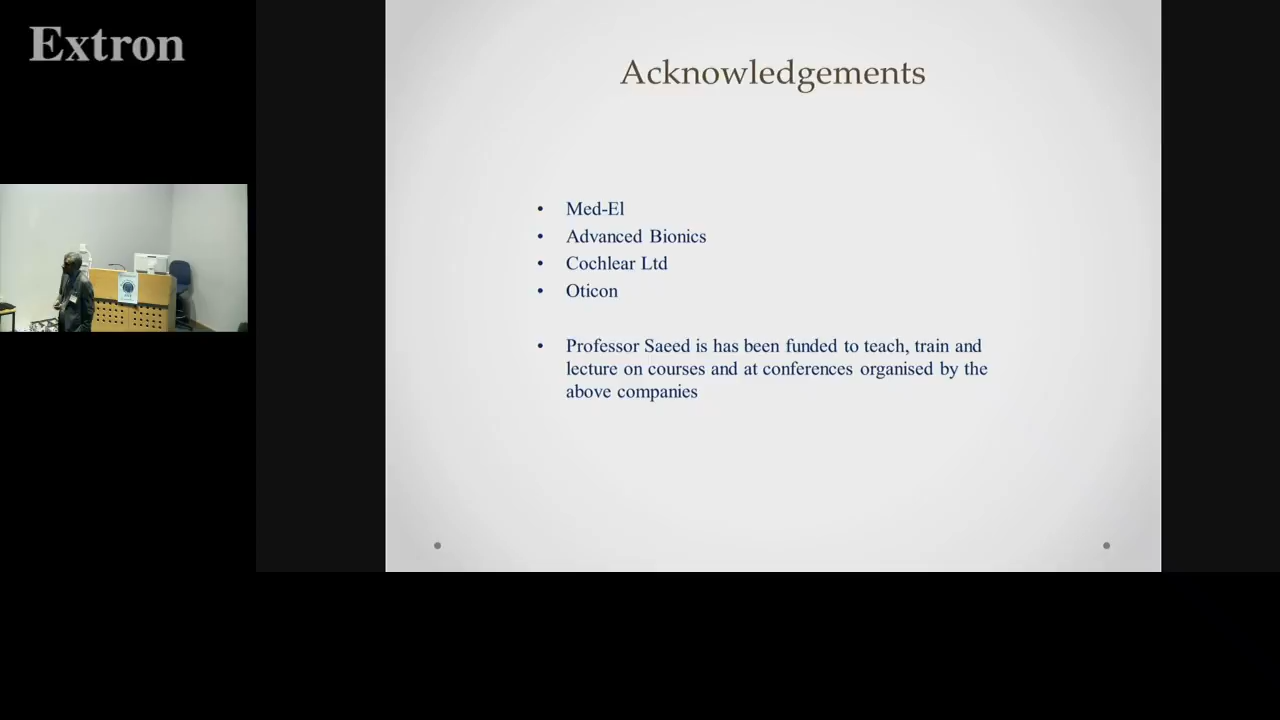 Extron
Acknowledgements
• Med-El
• Advanced Bionics
• Cochlear Ltd
• Oticon
• Professor Saeed is has been funded to teach, train and
lecture on courses and at conferences organised by the
above companies